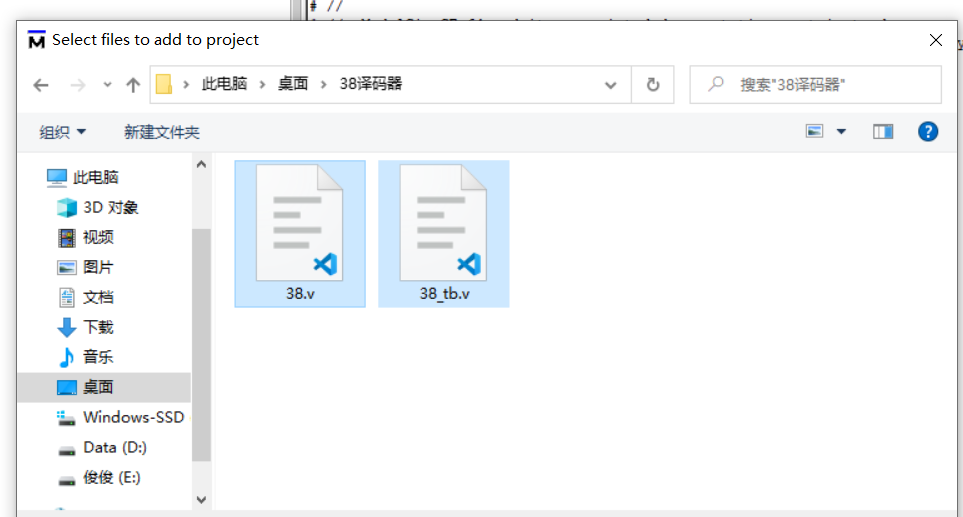 # //
Select files to add to project
此电脑 > 桌面 > 38译码器
搜索"38译码器"
组织
新建文件夹
此电脑
3D 对象
视频
图片
文档
下载
音乐
桌面
Windows-SSD
Data (D:)
俊俊 (E:)
38.v
38_tb.v